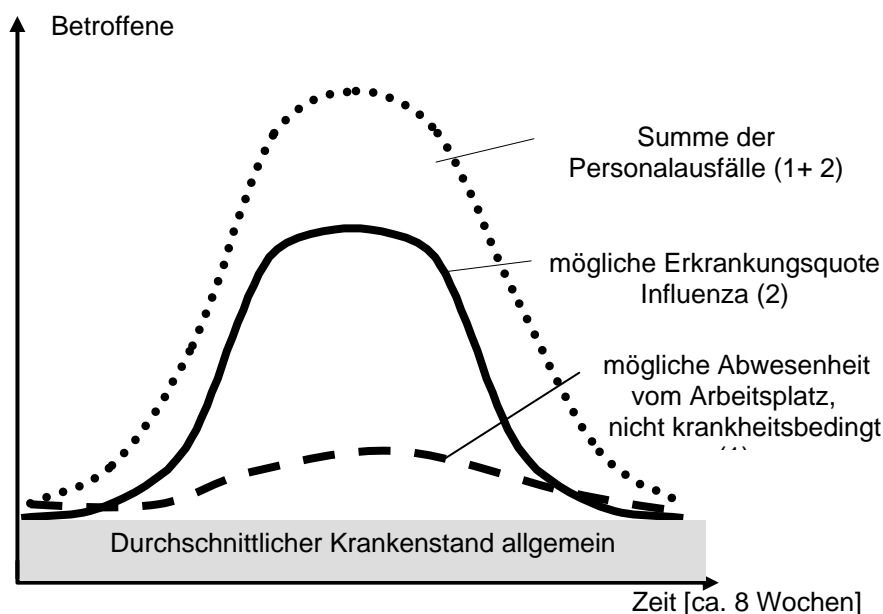 Betroffene
Summe der
Personalausfälle (1+ 2)
mögliche Erkrankungsquote
Influenza (2)
mögliche Abwesenheit
vom Arbeitsplatz,
nicht krankheitsbedingt
Durchschnittlicher Krankenstand allgemein
Zeit [ca. 8 Wochen]